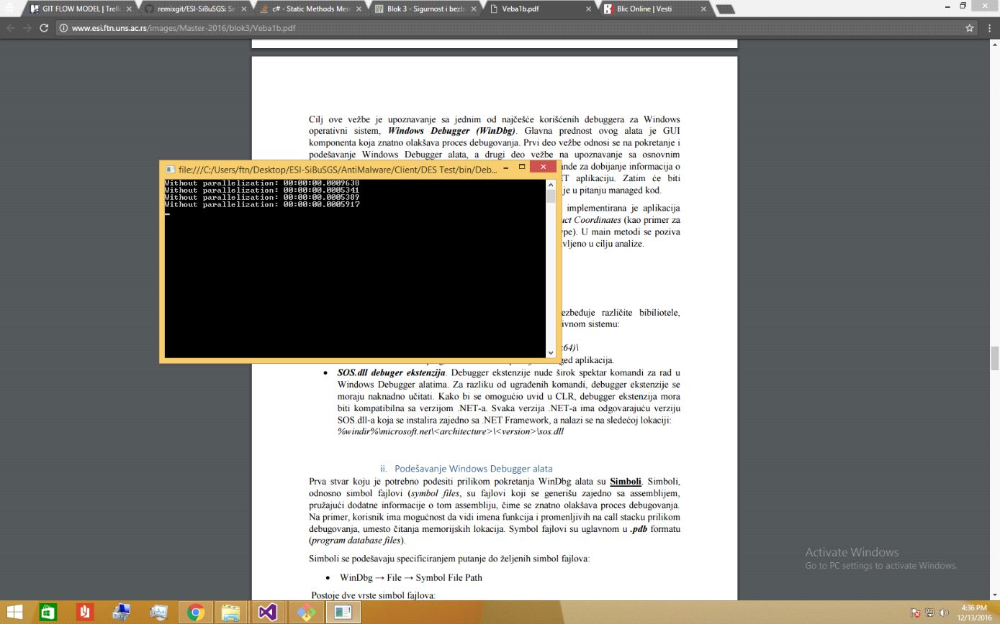 GIT FLOW MODEL | Trell
remixgit/ESI-SiBuSGS: Se
c# - Static Methods Mem
Blok 3 - Sigurnost i bezb
Veba1b.pdf
Blic Online | Vesti
www.esi.ftn.uns.ac.rs/images/Master-2016/blok3/Veba1b.pdf
Cilj ove vežbe je upoznavanje sa jednim od najčešće korišćenih debuggera za Windows
operativni sistem, Windows Debugger (WinDbg). Glavna prednost ovog alata je GUI
komponenta koja znatno olakšava proces debugovanja. Prvi deo vežbe odnosi se na pokretanje i
podešavanje Windows Debugger alata, a drugi deo vežbe na upoznavanje sa osnovnim
nde za dobijanje informacija o
ET aplikaciju. Zatim će biti
je u pitanju managed kod.
implementirana je aplikacija
uct Coordinates (kao primer za
ype). U main metodi se poziva
vljeno u cilju analize.
file:///C:/Users/ftn/Desktop/ESI-SiBuSGS/AntiMalware/Client/DES Test/bin/Deb...
Without parallelization: 00:00:00.0009638
Without parallelization: 00:00:00.0005341
Without parallelization: 00:00:00.0005389
Without parallelization: 00:00:00.0005917
ezbeđuje različite bibiliotele,
ivnom sistemu:
64)\
ged aplikacija.
• SOS.dll debuger ekstenzija. Debugger ekstenzije nude širok spektar komandi za rad u
Windows Debugger alatima. Za razliku od ugrađenih komandi, debugger ekstenzije se
moraju naknadno učitati. Kako bi se omogućio uvid u CLR, debugger ekstenzija mora
biti kompatibilna sa verzijom .NET-a. Svaka verzija .NET-a ima odgovarajuću verziju
SOS.dll-a koja se instalira zajedno sa .NET Framework, a nalazi se na sledećoj lokaciji:
%windir%\microsoft.net\<architecture>\<version>\sos.dll
ii. Podešavanje Windows Debugger alata
Prva stvar koju je potrebno podesiti prilikom pokretanja WinDbg alata su Simboli. Simboli,
odnosno simbol fajlovi (symbol files, su fajlovi koji se generišu zajedno sa assemblijem,
pružajući dodatne informacije o tom assembliju, čime se znatno olakšava proces debugovanja.
Na primer, korisnik ima mogućnost da vidi imena funkcija i promenljivih na call stacku prilikom
debugovanja, umesto čitanja memorijskih lokacija. Symbol fajlovi su uglavnom u .pdb formatu
(program database files).
Simboli se podešavaju specificiranjem putanje do željenih simbol fajlova:
• WinDbg → File → Symbol File Path
Postoje dve vrste simbol fajlova:
Activate Windows
Go to PC settings to activate Windows.
4:36 PM
12/13/2016